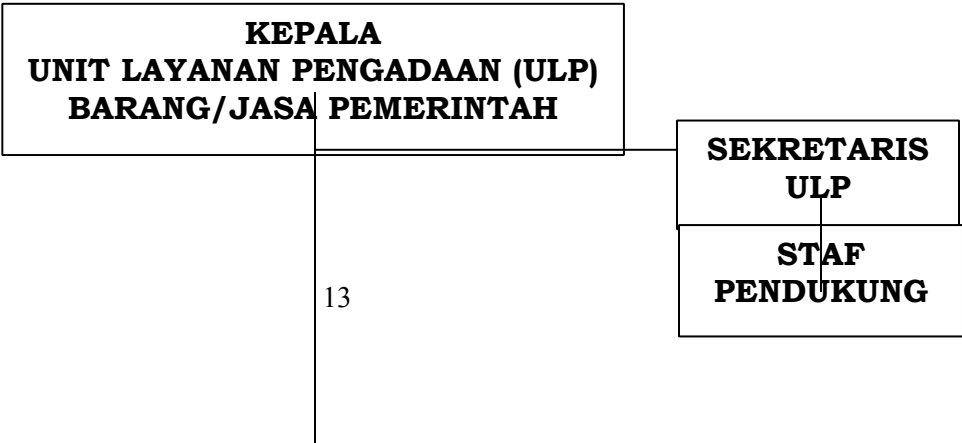 KEPALA
UNIT LAYANAN PENGADAAN (ULP)
BARANG/JASA PEMERINTAH
SEKRETARIS
ULP
STAF
PENDUKUNG
13